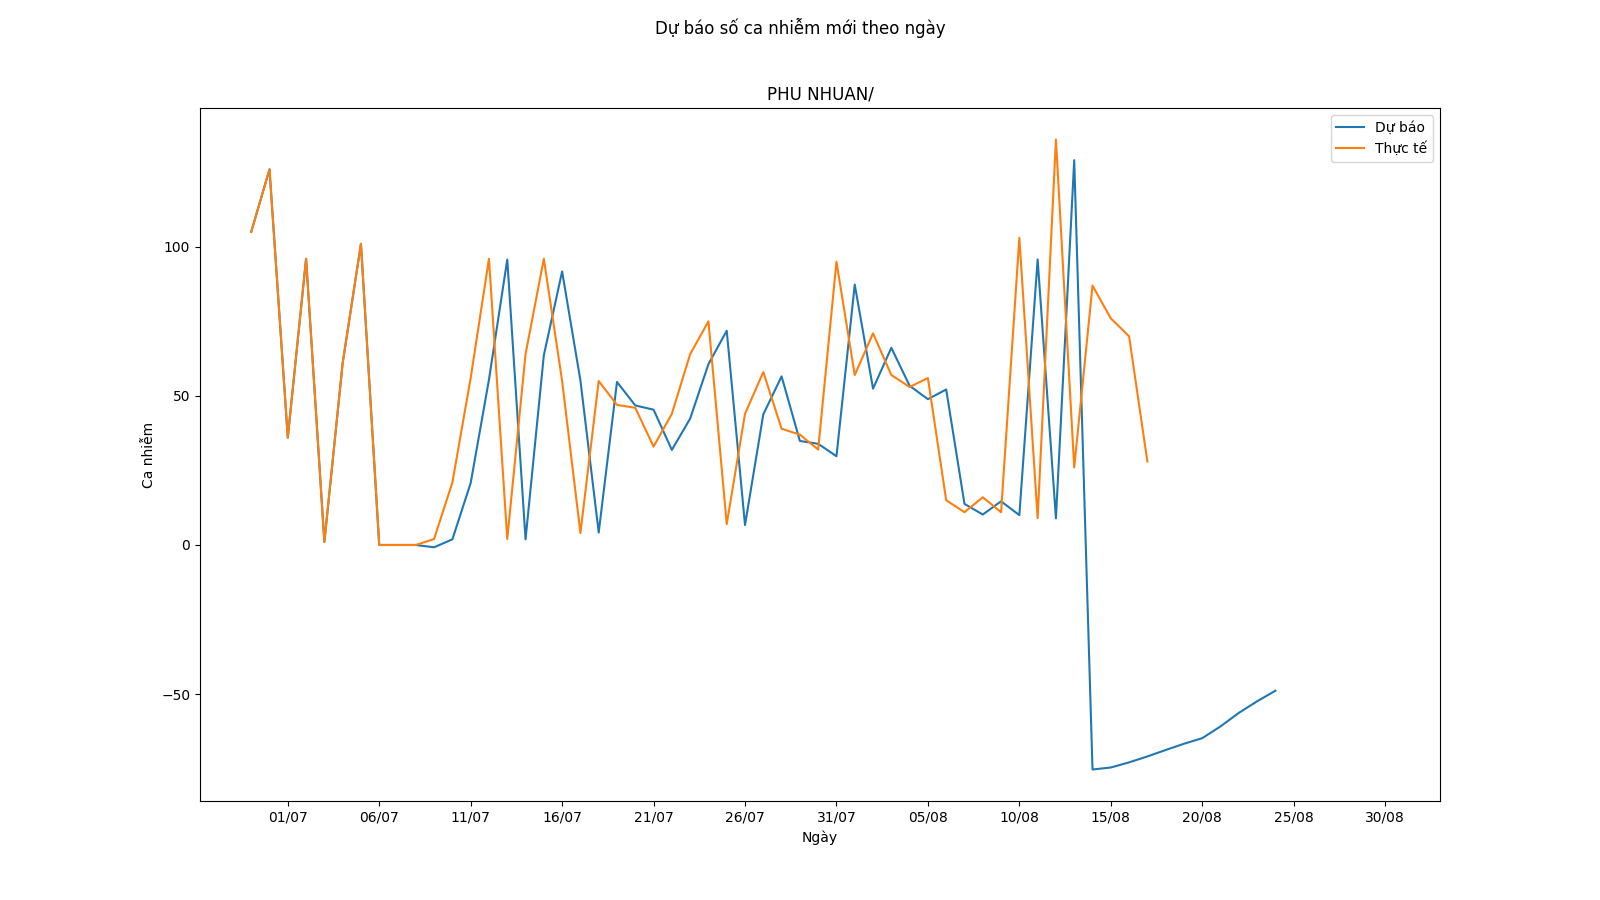 Dự báo số ca nhiễm mới theo ngày
PHU NHUAN/
Dự báo
Thực tế
100
50
0
−50
Ca nhiễm
01/07 06/07 11/07 16/07 21/07 26/07 31/07 05/08 10/08 15/08 20/08 25/08 30/08
Ngày